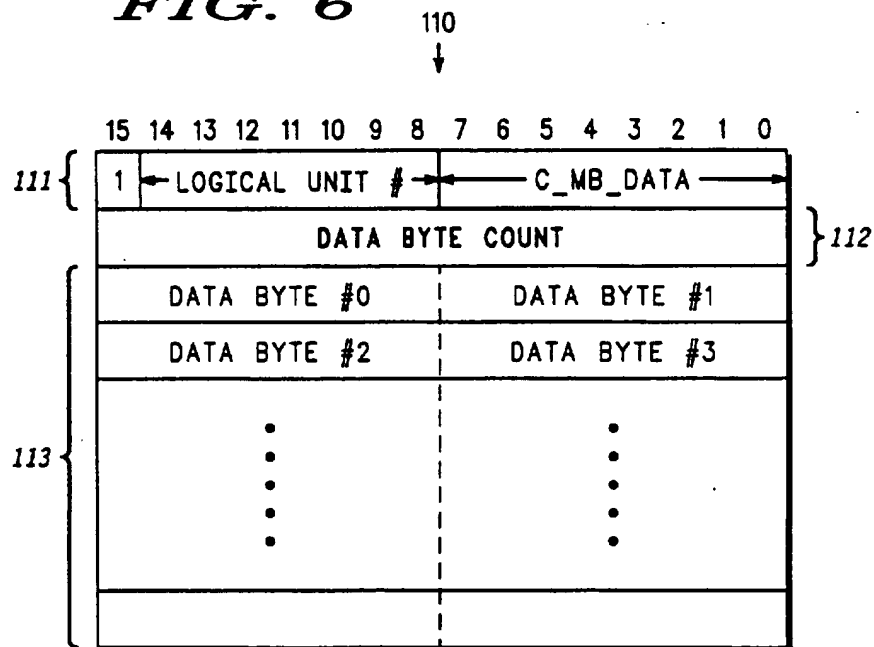 FIG. 6
110
15 14 13 12 11 10 9 8 7 6 5 4 3 2 1 0
111 1 LOGICAL UNIT # C_MB_DATA
DATA BYTE COUNT 112
DATA BYTE #0 DATA BYTE #1
DATA BYTE #2 DATA BYTE #3
113